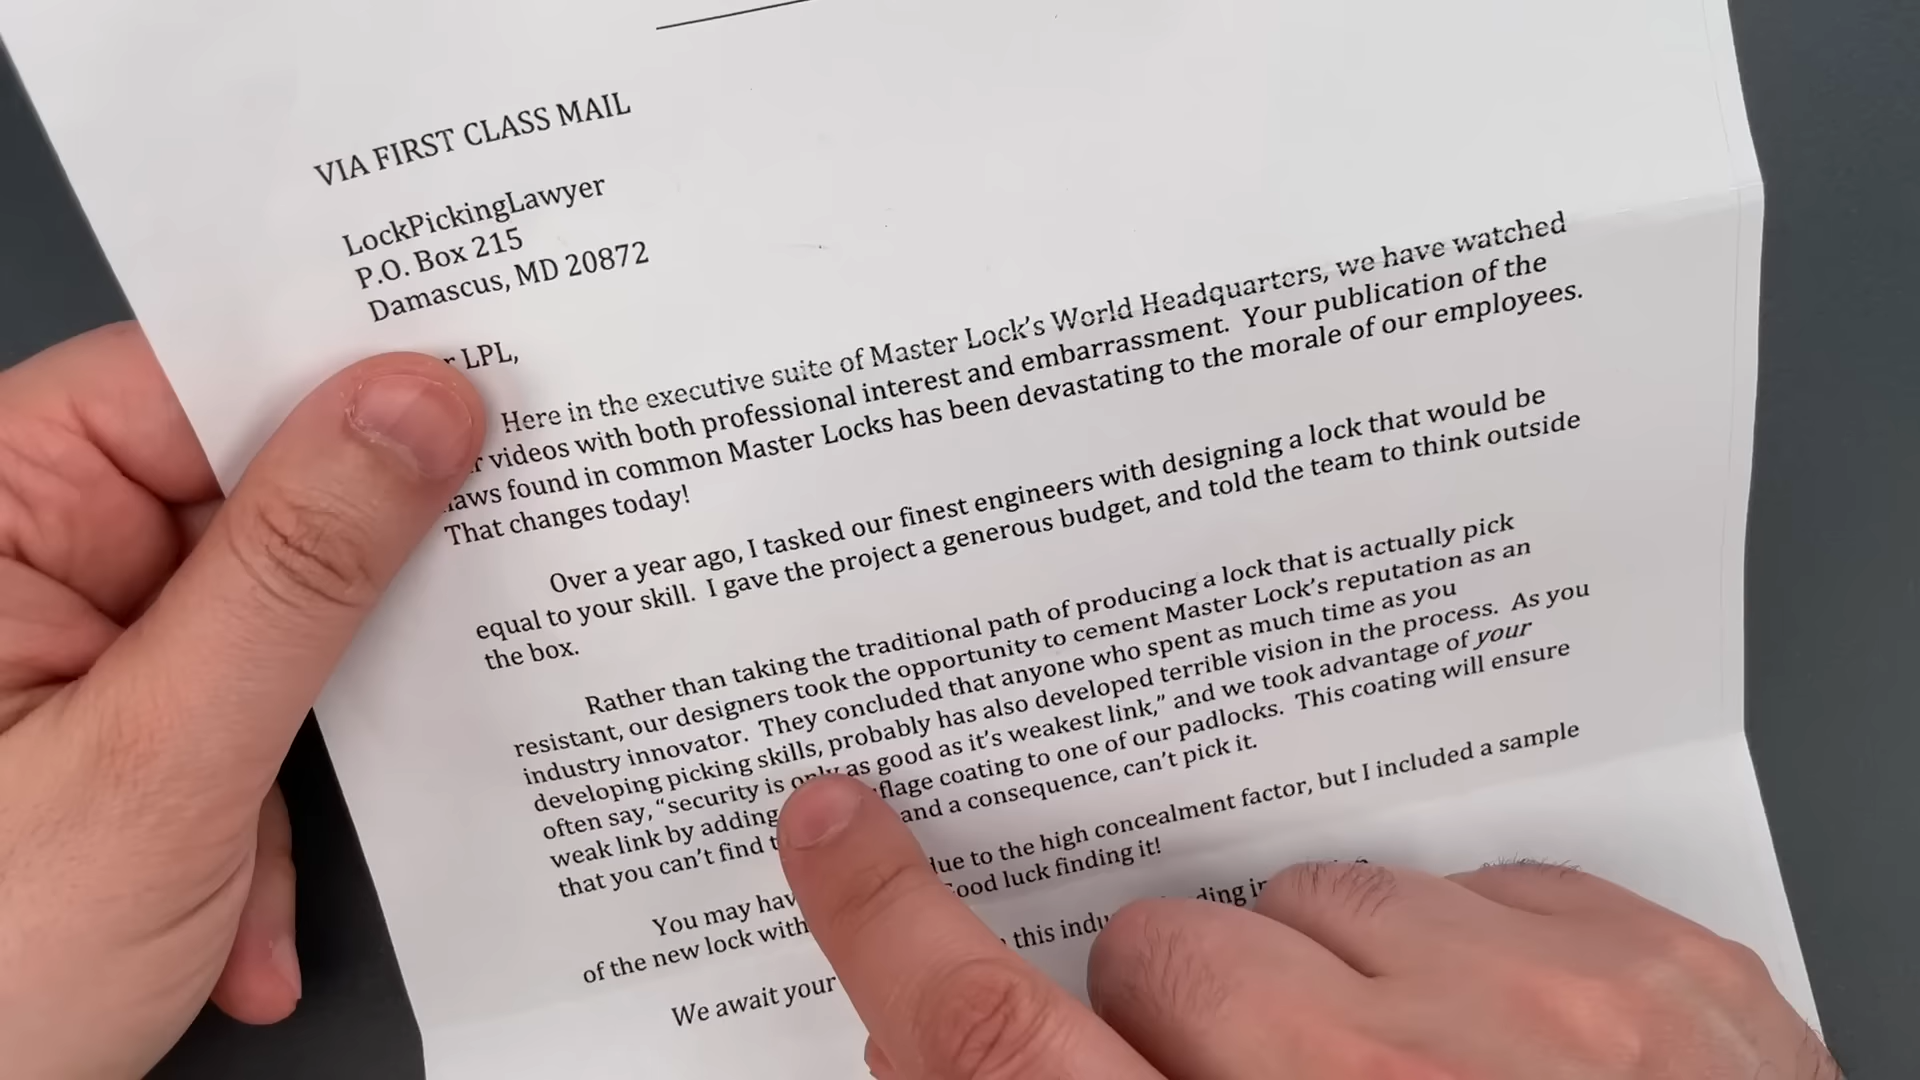 VIA FIRST CLASS MAIL
LockPickingLawyer
P.O. Box 215
Damascus, MD 20872
LPL,
Here in the executive suite of Master Lock's World Headquarters, we have watched
videos with both professional interest and embarrassment. Your publication of the
found in common Master Locks has been devastating to the morale of our employees.
That changes today!
Over a year ago, I tasked our finest engineers with designing a lock that would be
equal to your skill. I gave the project a generous budget, and told the team to think outside
the box.
Rather than taking the traditional path of producing a lock that is actually pick
resistant, our designers took the opportunity to cement Master Lock's reputation as an
industry innovator. They concluded that anyone who spent as much time as you
developing picking skills, probably has also developed terrible vision in the process. As you
often say, “security is only as good as it's weakest link,” and we took advantage of your
weak link by adding coating to one of our padlocks. This coating will ensure
that you can't find and a consequence, can't pick it.
You may due to the high concealment factor, but I included a sample
of the new lock with luck finding it!
We await your this